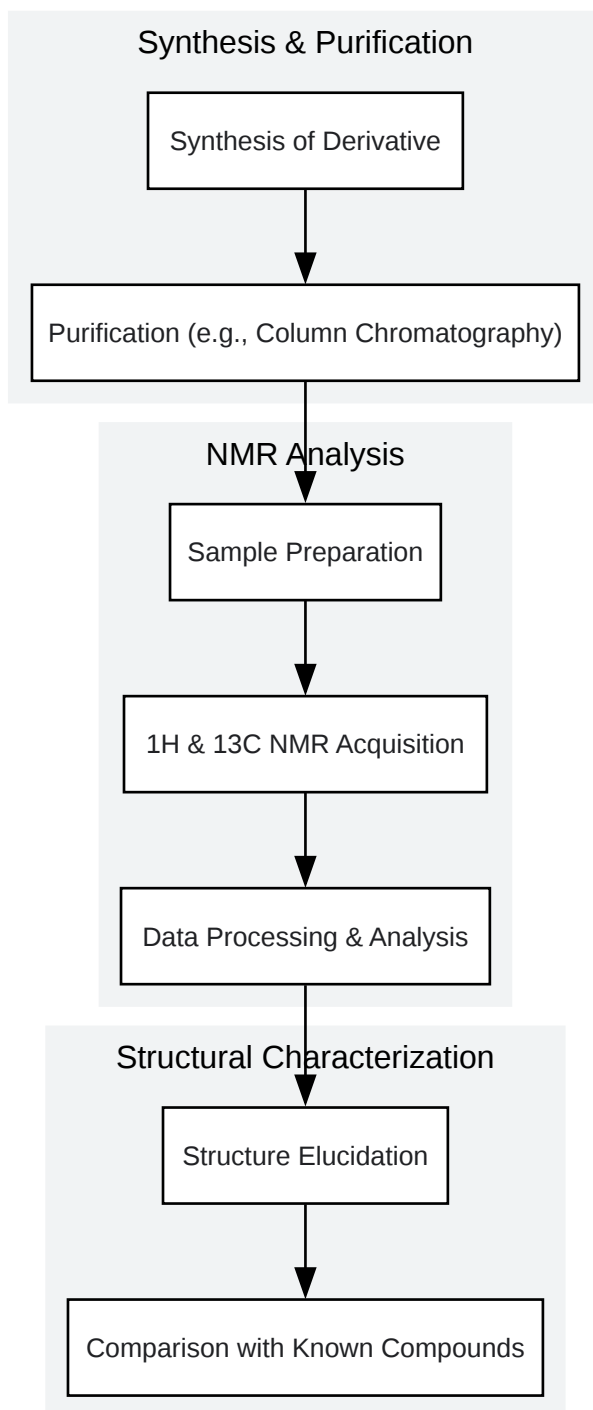 Synthesis & Purification
Synthesis of Derivative
Purification (e.g., Column Chromatography)
NMR Analysis
Sample Preparation
1H & 13C NMR Acquisition
Data Processing & Analysis
Structural Characterization
Structure Elucidation
Comparison with Known Compounds